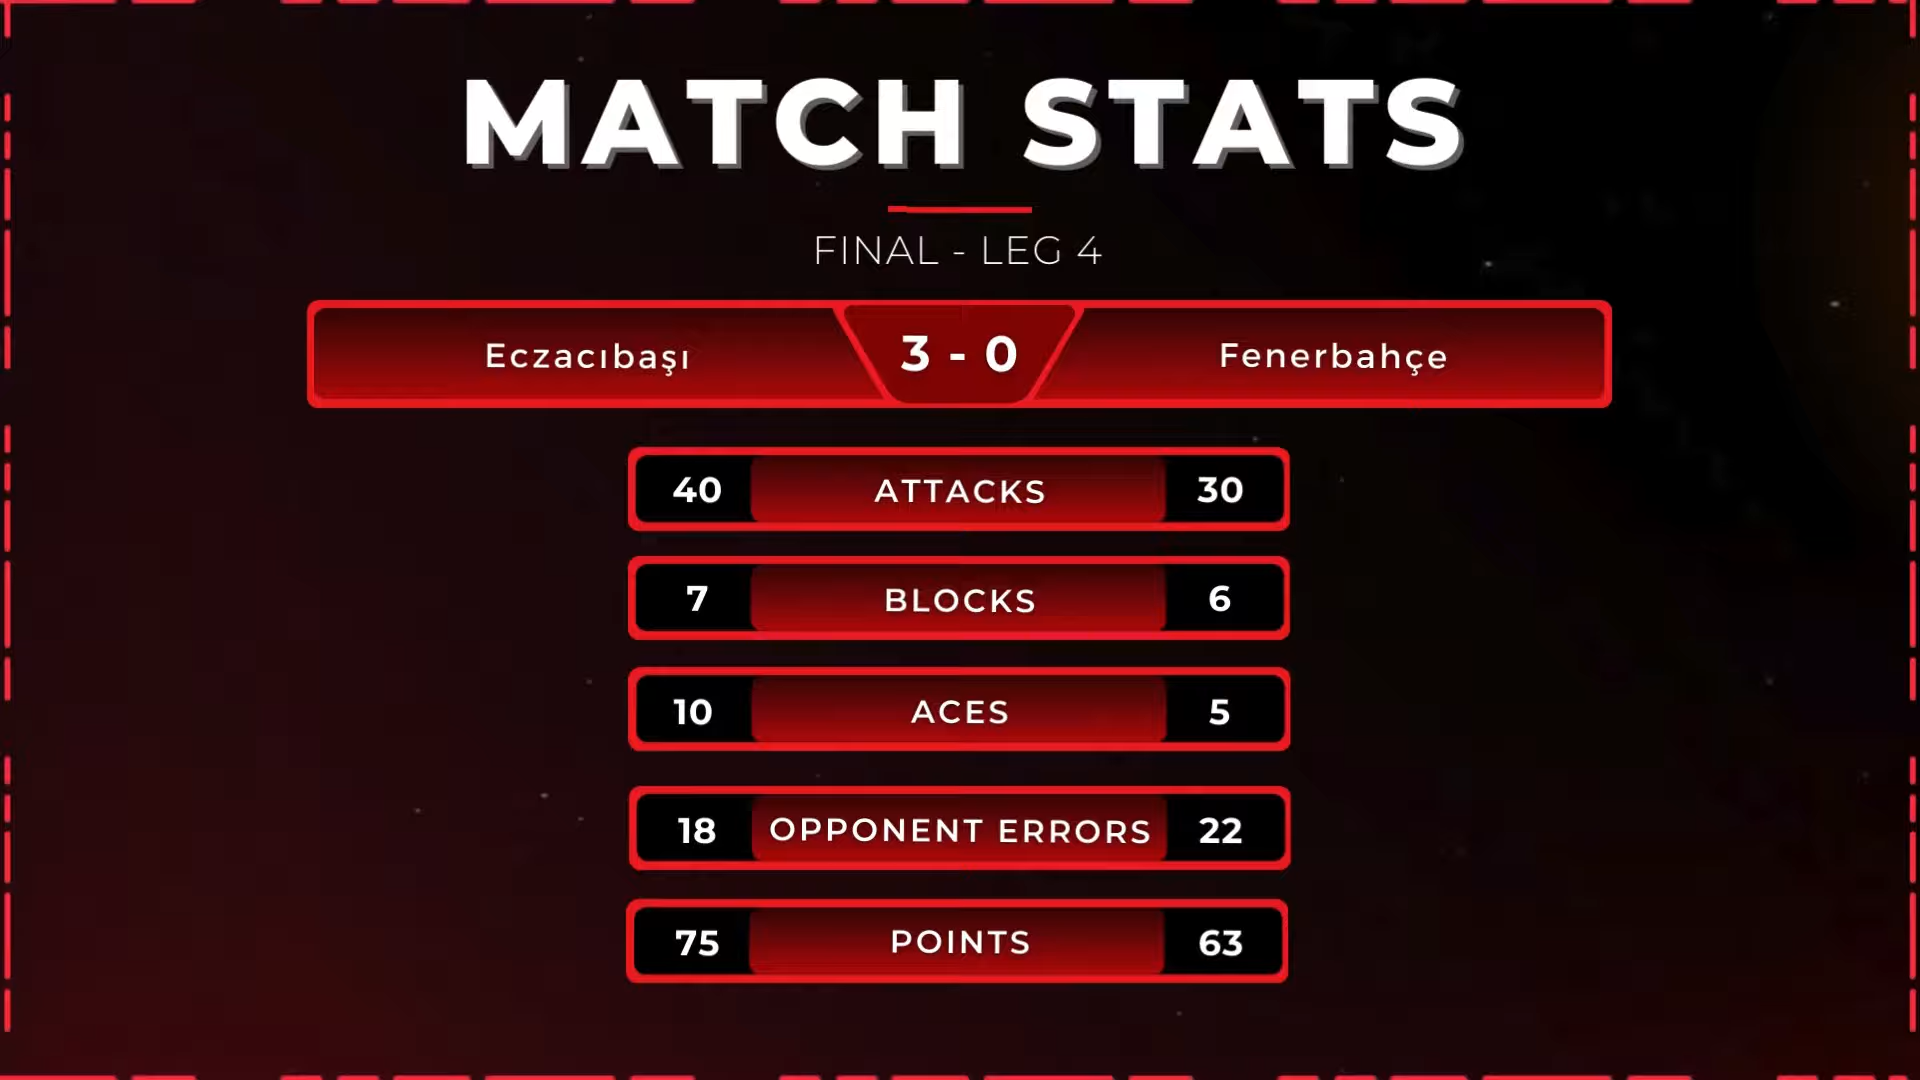 MATCH STATS
FINAL - LEG 4
Eczacıbaşı 3 - 0 Fenerbahçe
40 ATTACKS 30
7 BLOCKS 6
10 ACES 5
18 OPPONENT ERRORS 22
75 POINTS 63